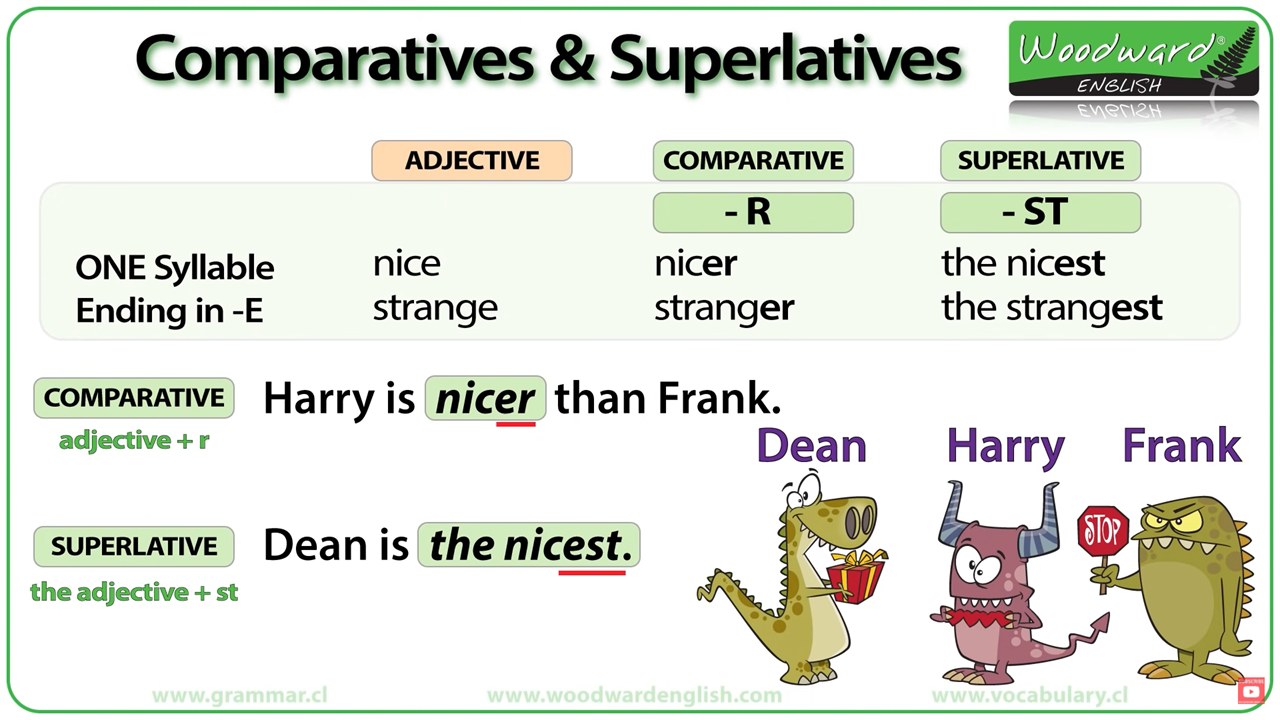 Comparatives & Superlatives
Woodward®
ENGLISH
ADJECTIVE COMPARATIVE SUPERLATIVE
- R - ST
ONE Syllable nice nicer the nicest
Ending in -E strange stranger the strangest
COMPARATIVE Harry is nicer than Frank.
adjective + r
Dean Harry Frank
STOP
SUPERLATIVE Dean is the nicest.
the adjective + st
www.grammar.cl www.woodwardenglish.com www.vocabulary.cl
SUBSCRIBE